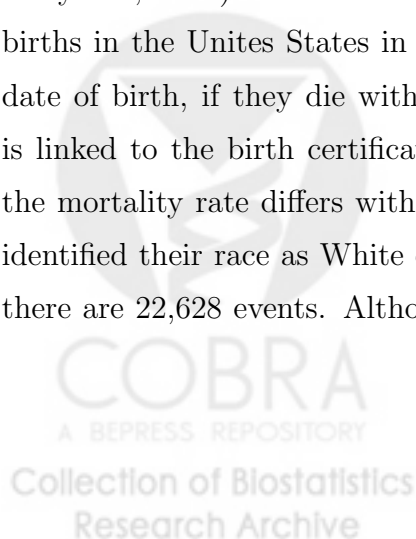 births in the Unites States in
date of birth, if they die with
is linked to the birth certifica
the mortality rate differs with
identified their race as White
there are 22,628 events. Altho
COBRA
A BEPRESS REPOSITORY
Collection of Biostatistics
Research Archive